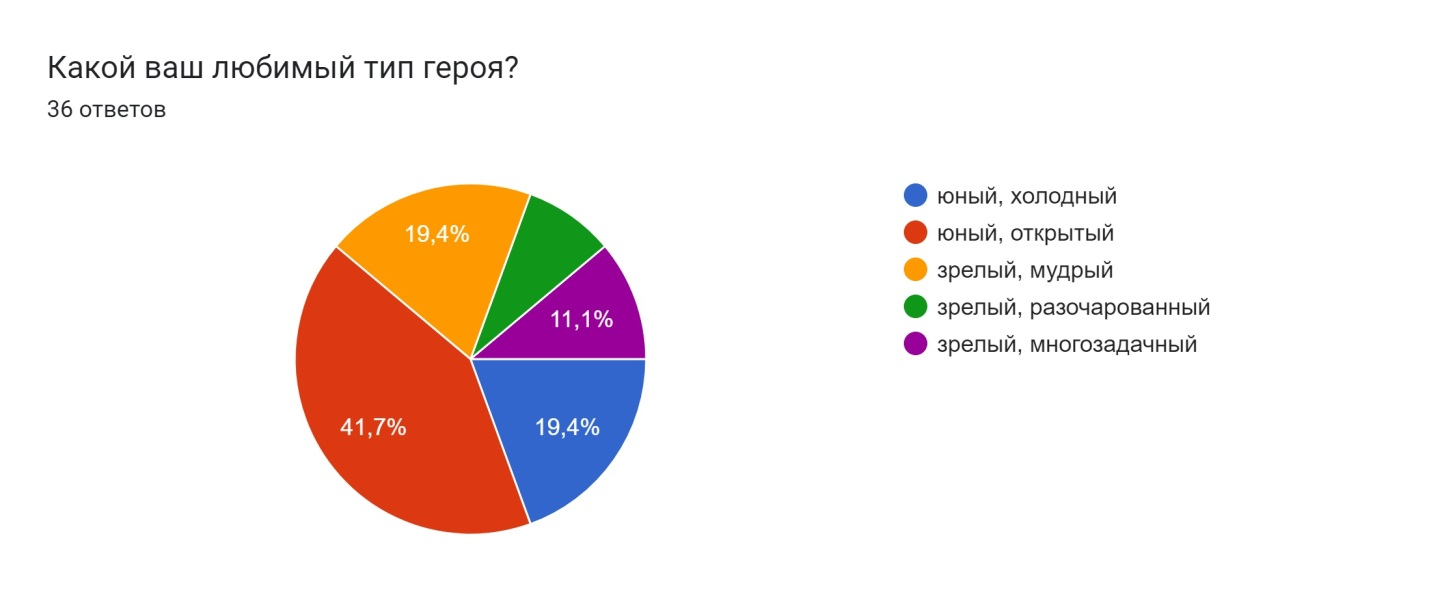 Какой ваш любимый тип героя?
36 ответов
19,4%
11,1%
41,7%
19,4%
юный, холодный
юный, открытый
зрелый, мудрый
зрелый, разочарованный
зрелый, многозадачный